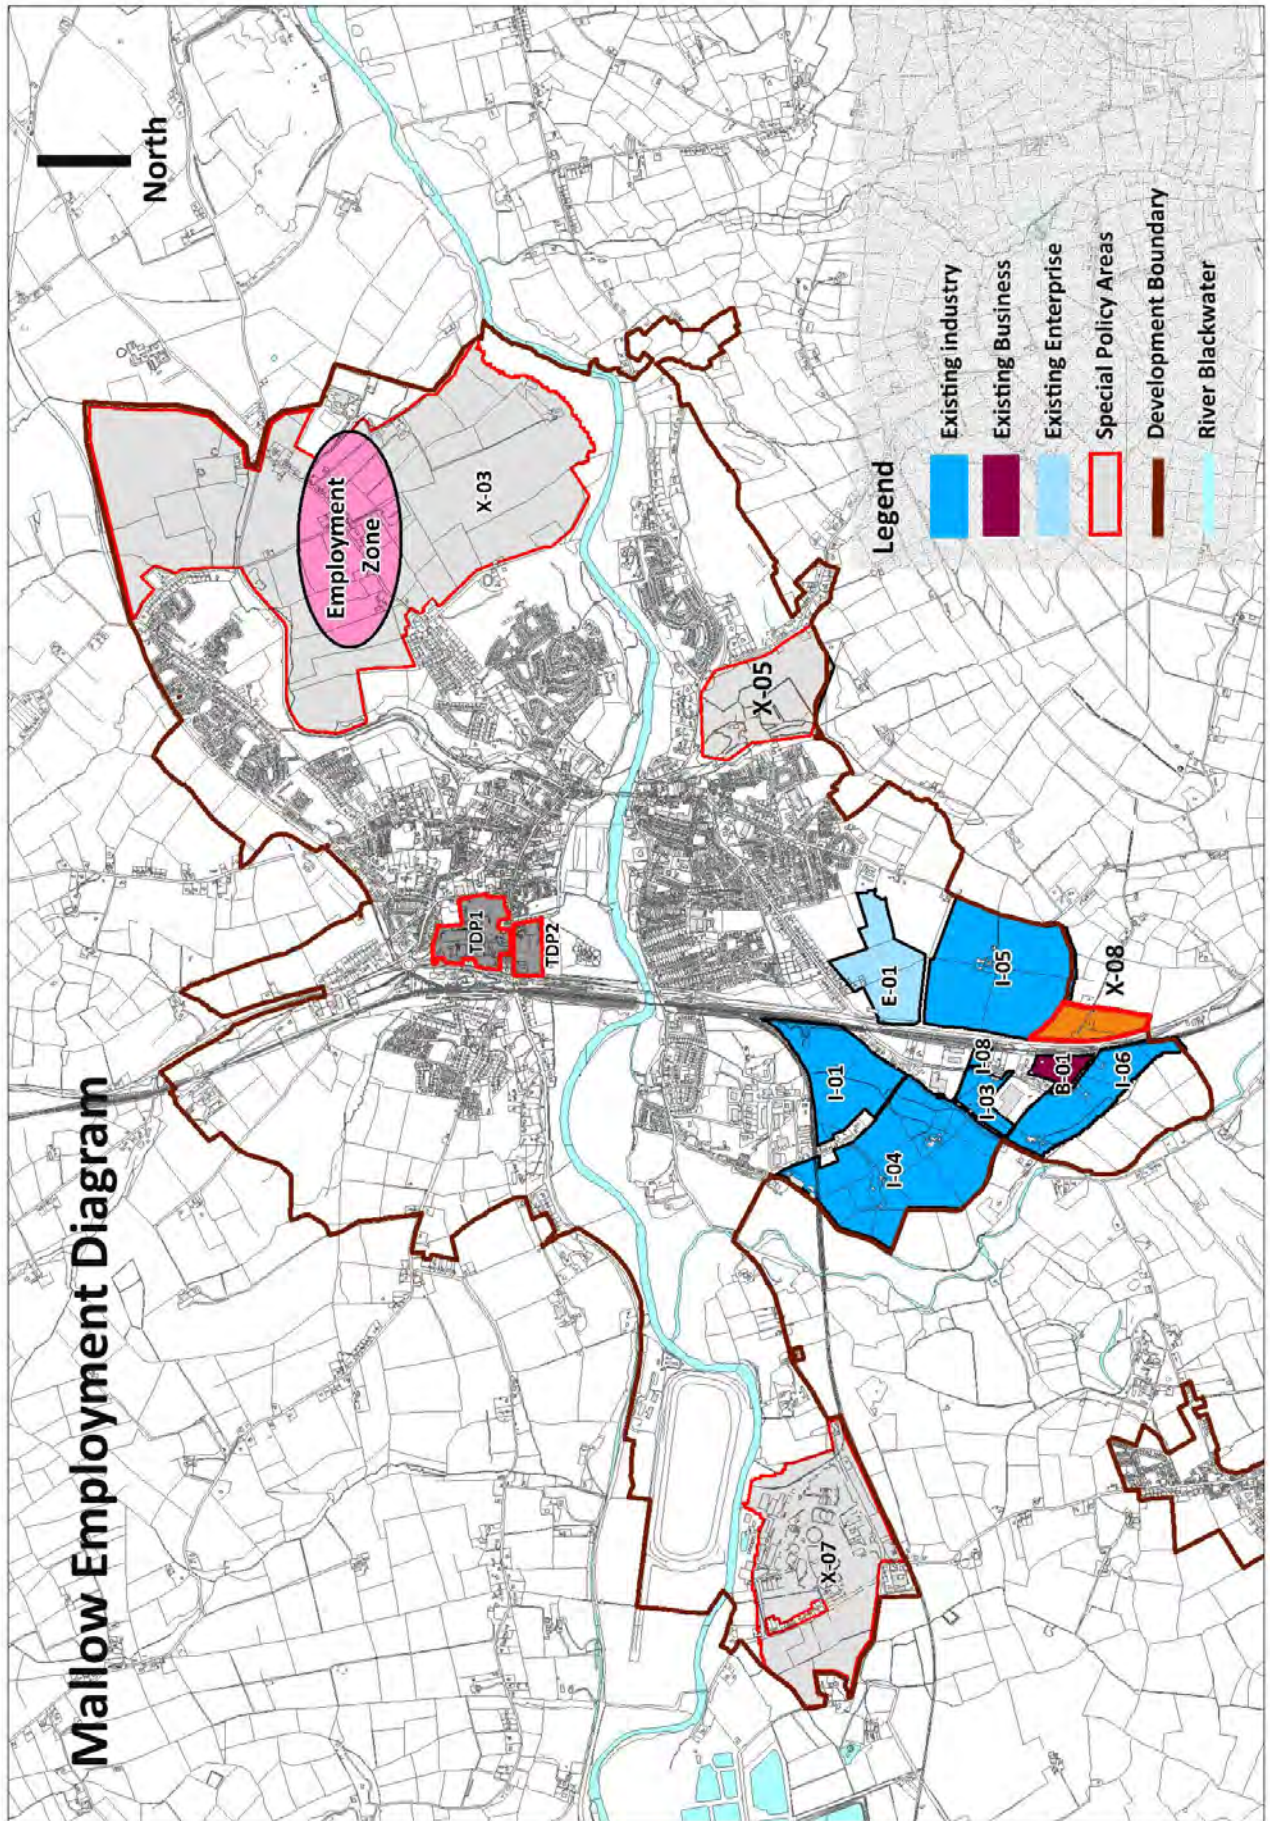 Mallow Employment Diagram
North
Employment
Zone
X-03
TDP1
TDP2
X-05
E-01
I-01
I-05
I-04
I-08
I-03
X-08
B-01
I-06
X-07
Legend
Existing industry
Existing Business
Existing Enterprise
Special Policy Areas
Development Boundary
River Blackwater